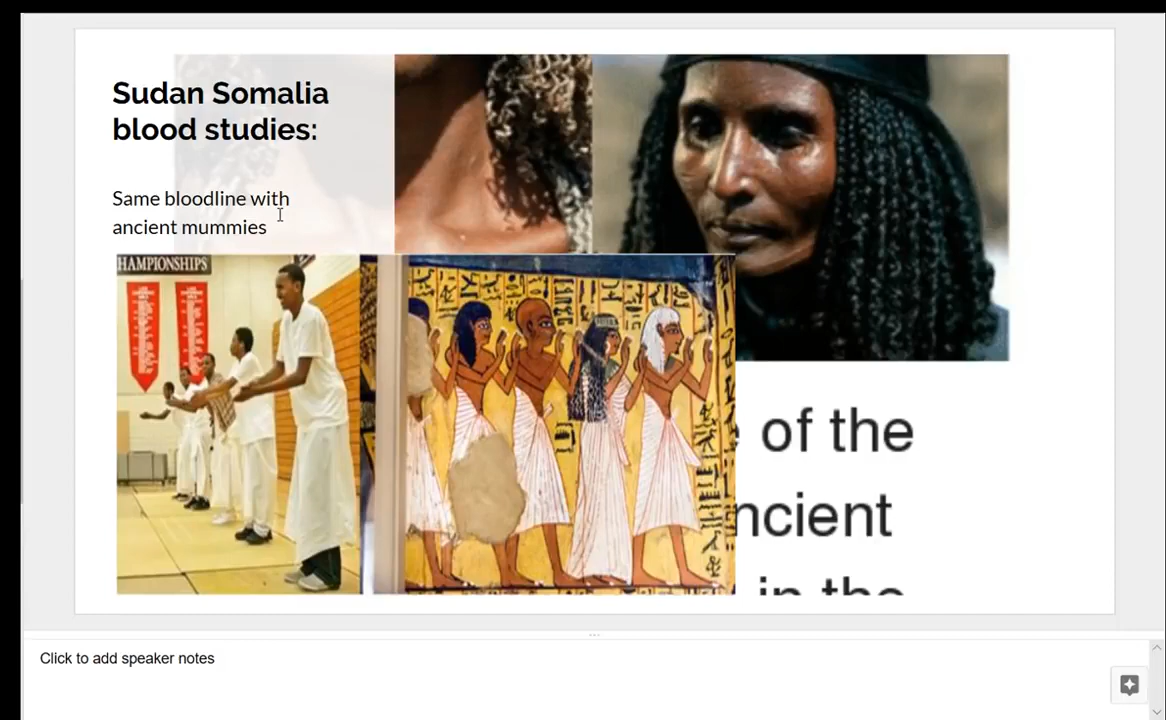 Sudan Somalia
blood studies:
Same bloodline with
ancient mummies
HAMPIONSHIPS
of the
ncient
in the
Click to add speaker notes